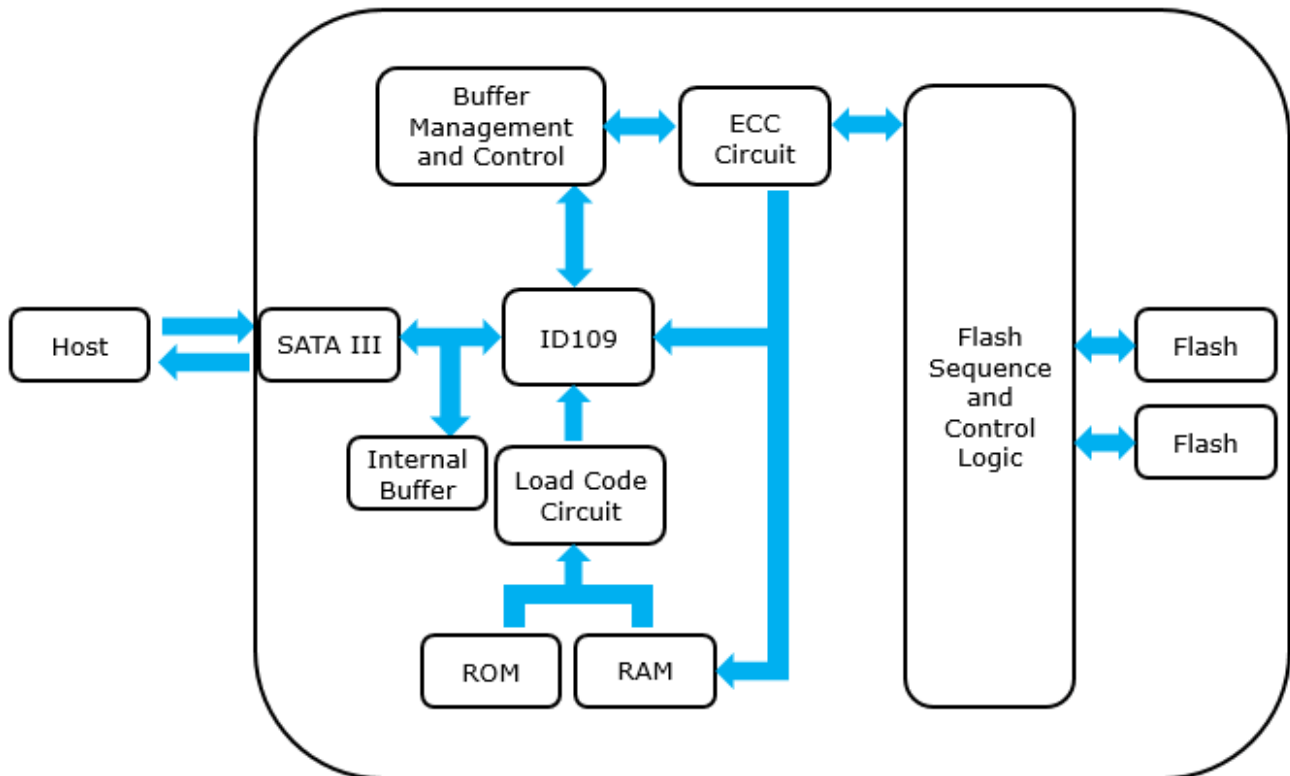 Buffer
Management
and Control
ECC
Circuit
Host
SATA III
ID109
Flash
Sequence
and
Control
Logic
Flash
Flash
Internal
Buffer
Load Code
Circuit
ROM
RAM